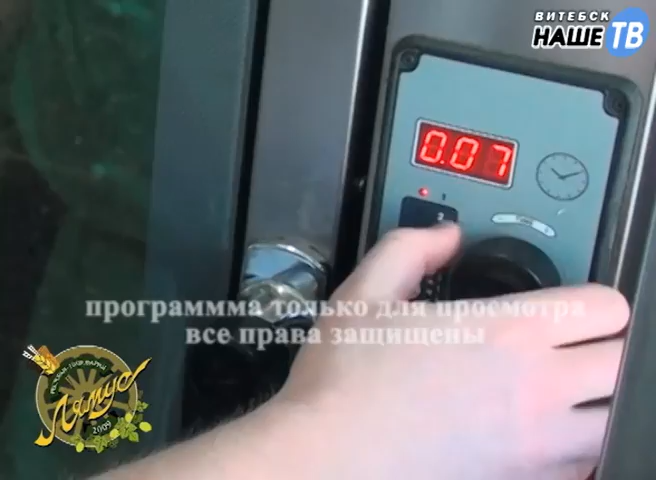 ВИТЕБСК
НАШЕ ТВ
0.07
программма только для просмотра
все права защищены
Лямус
2009